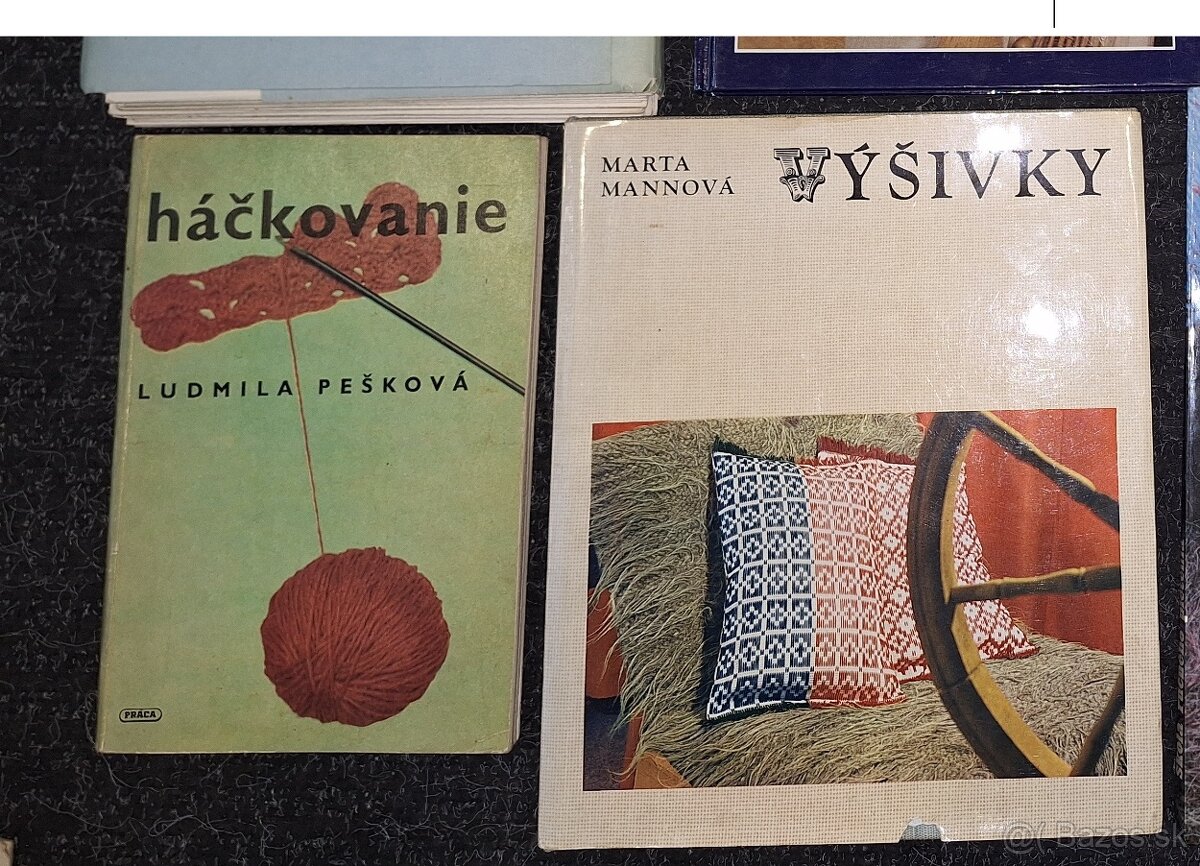 háčkovanie
LUDMILA PEŠKOVÁ
PRÁCA
MARTA
MANNOVÁ
VÝŠIVKY
@( Bazos.sk